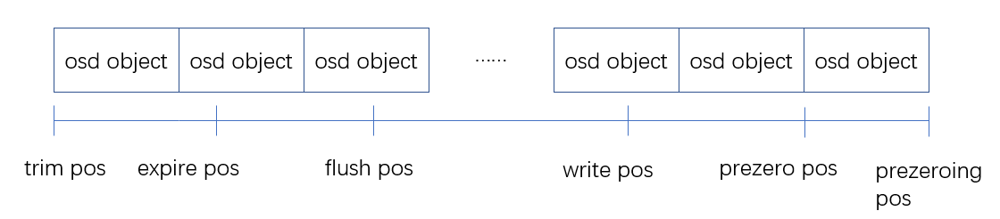 osd object osd object osd object ...... osd object osd object osd object
trim pos expire pos flush pos write pos prezero pos prezeroing
pos